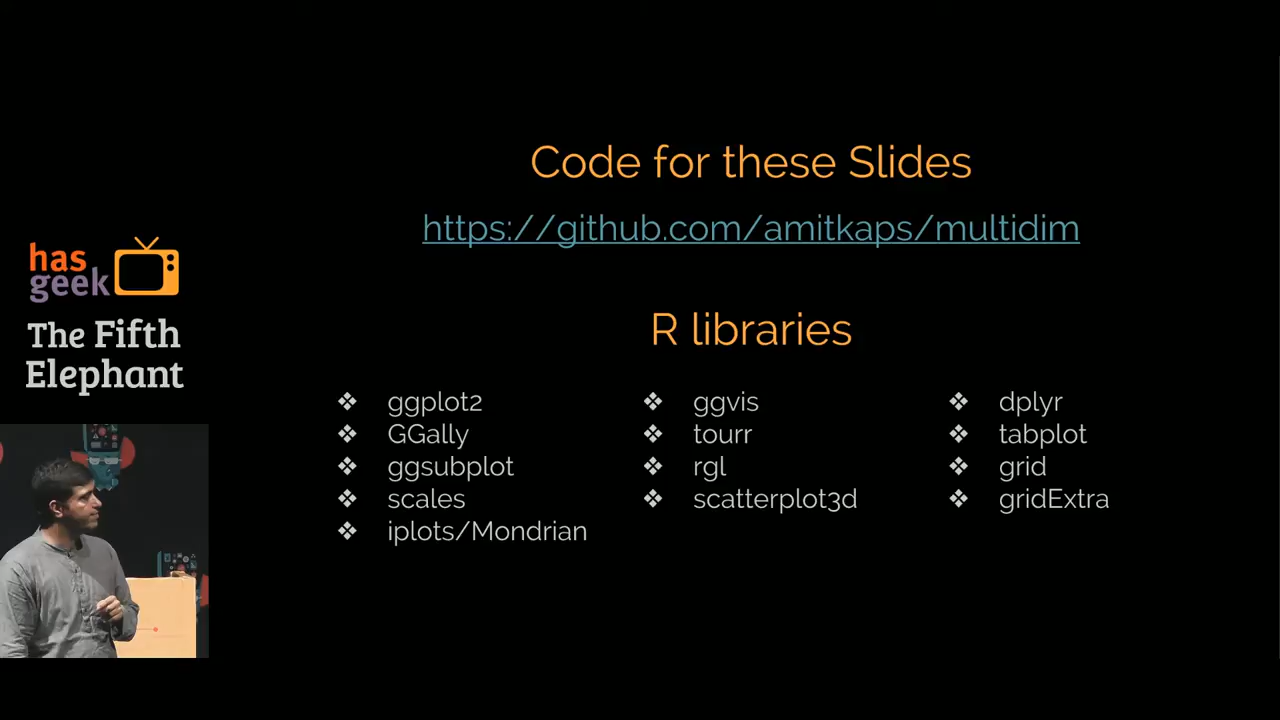 has
geek
The Fifth
Elephant
Code for these Slides
https://github.com/amitkaps/multidim
R libraries
❖ ggplot2
❖ GGally
❖ ggsubplot
❖ scales
❖ iplots/Mondrian
❖ ggvis
❖ tourr
❖ rgl
❖ scatterplot3d
❖ dplyr
❖ tabplot
❖ grid
❖ gridExtra